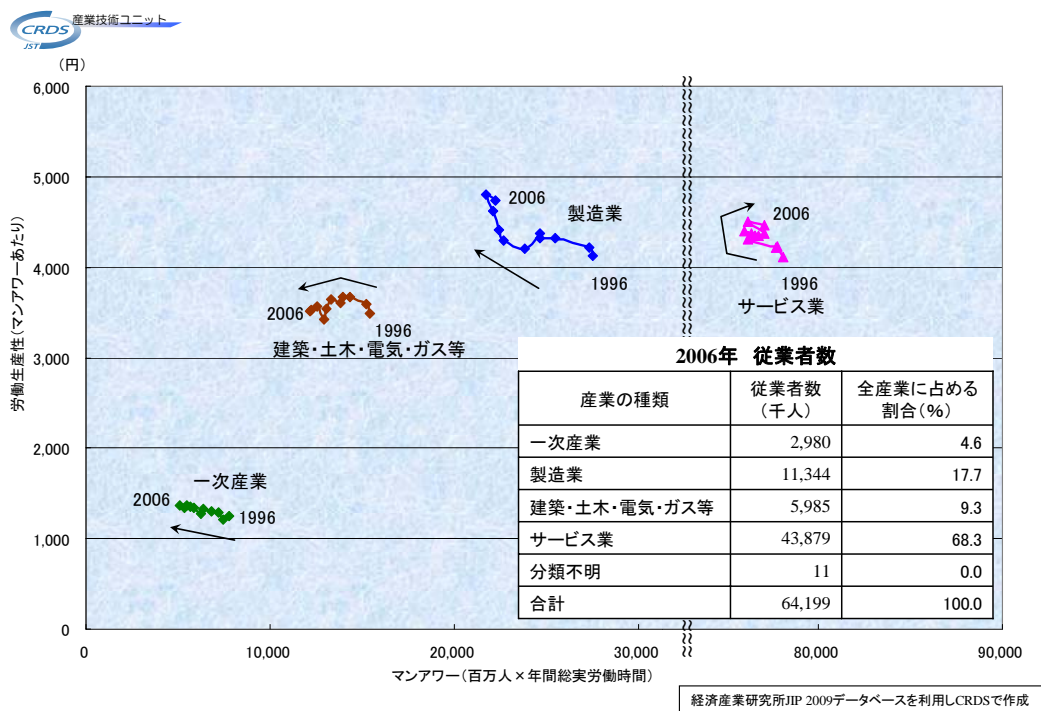 産業技術ユニット
CRDS
JST
（円）
6,000
5,000
4,000
3,000
2,000
1,000
0
労働生産性（マンアワーあたり）
2006
製造業
1996
2006
1996
サービス業
2006
1996
建築・土木・電気・ガス等
一次産業
2006
1996
2006年 従業者数
産業の種類 従業者数（千人） 全産業に占める割合（％）
一次産業 2,980 4.6
製造業 11,344 17.7
建築・土木・電気・ガス等 5,985 9.3
サービス業 43,879 68.3
分類不明 11 0.0
合計 64,199 100.0
0 10,000 20,000 30,000 80,000 90,000
マンアワー（百万人×年間総実労働時間）
経済産業研究所JIP 2009データベースを利用しCRDSで作成